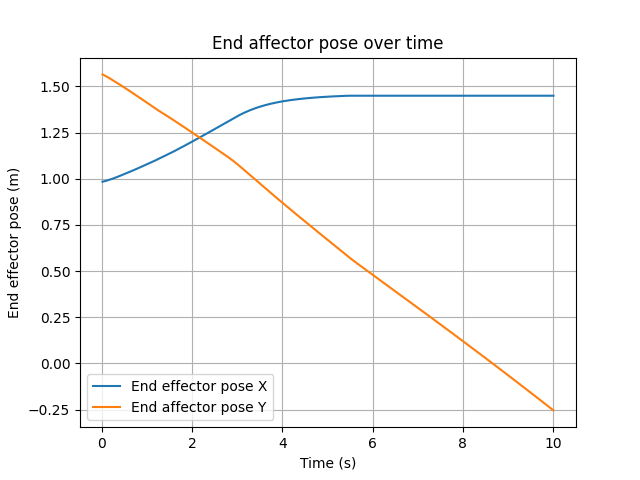 End affector pose over time
End effector pose (m)
1.50
1.25
1.00
0.75
0.50
0.25
0.00
−0.25
End effector pose X
End affector pose Y
0 2 4 6 8 10
Time (s)